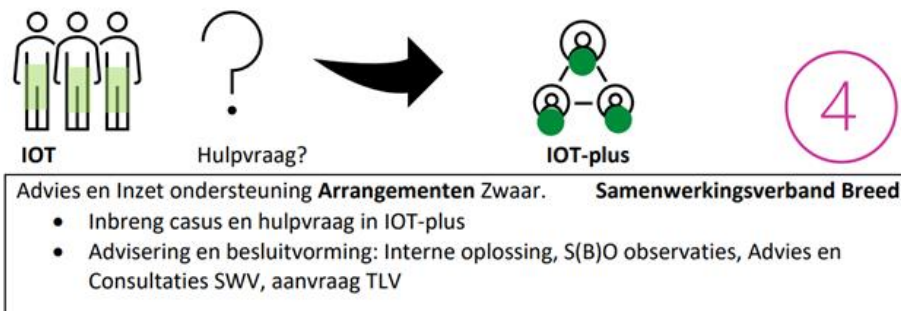 ?
4
IOT Hulpvraag? IOT-plus
Advies en Inzet ondersteuning Arrangementen Zwaar. Samenwerkingsverband Breed
• Inbreng casus en hulpvraag in IOT-plus
• Advisering en besluitvorming: Interne oplossing, S(B)O observaties, Advies en
Consultaties SWV, aanvraag TLV